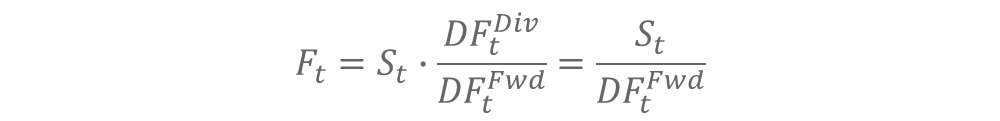 F_t = S_t · DF_t^{Div} / DF_t^{Fwd} = S_t / DF_t^{Fwd}